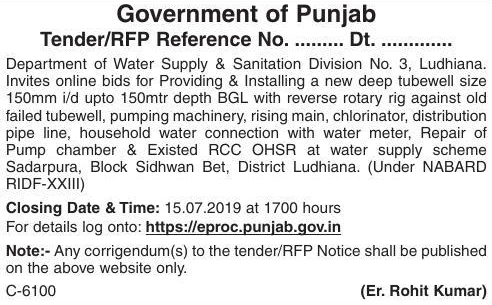 Government of Punjab
Tender/RFP Reference No. ......... Dt. .............
Department of Water Supply & Sanitation Division No. 3, Ludhiana.
Invites online bids for Providing & Installing a new deep tubewell size
150mm i/d upto 150mtr depth BGL with reverse rotary rig against old
failed tubewell, pumping machinery, rising main, chlorinator, distribution
pipe line, household water connection with water meter, Repair of
Pump chamber & Existed RCC OHSR at water supply scheme
Sadarpura, Block Sidhwan Bet, District Ludhiana. (Under NABARD
RIDF-XXIII)
Closing Date & Time: 15.07.2019 at 1700 hours
For details log onto: https://eproc.punjab.gov.in
Note:- Any corrigendum(s) to the tender/RFP Notice shall be published
on the above website only.
C-6100 (Er. Rohit Kumar)